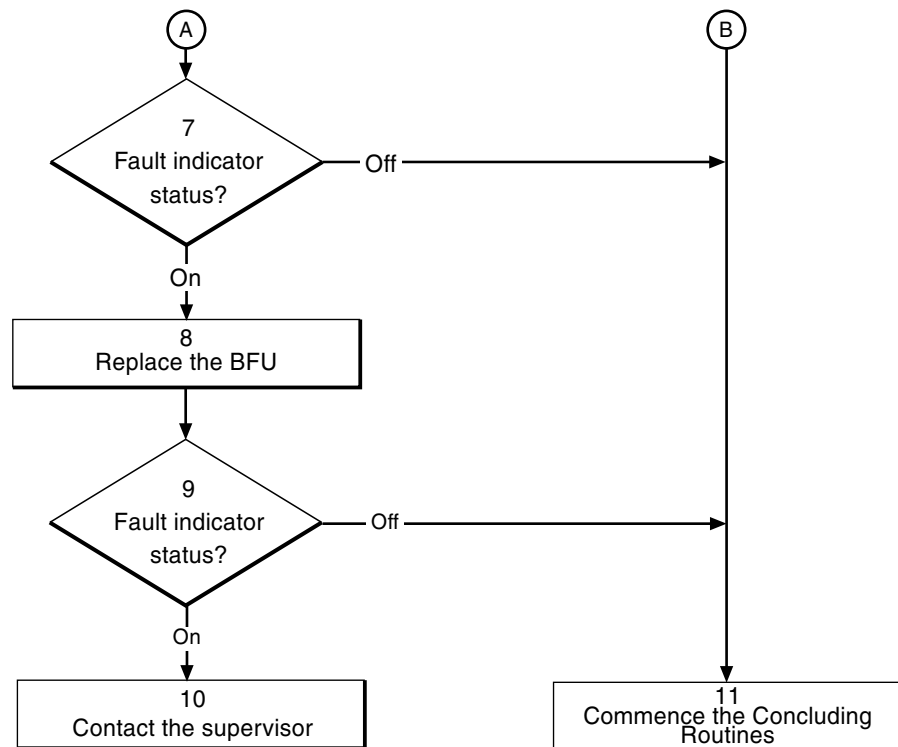 A
B
7
Fault indicator
status?
Off
On
8
Replace the BFU
9
Fault indicator
status?
Off
On
10
Contact the supervisor
11
Commence the Concluding
Routines